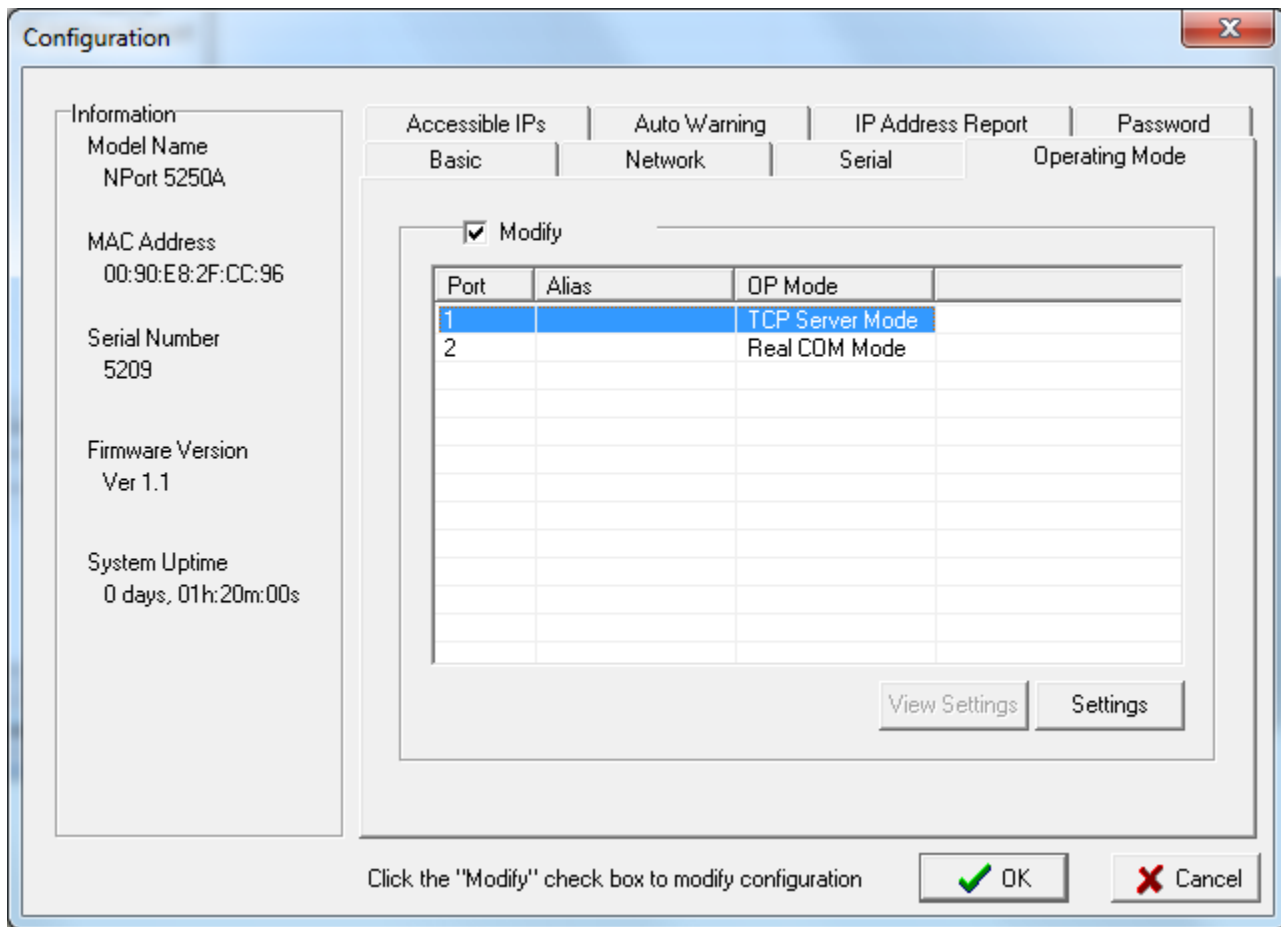 Configuration
Information
Model Name
NPort 5250A
MAC Address
00:90:E8:2F:CC:96
Serial Number
5209
Firmware Version
Ver 1.1
System Uptime
0 days, 01h:20m:00s
Accessible IPs
Auto Warning
IP Address Report
Password
Basic
Network
Serial
Operating Mode
Modify
Port Alias OP Mode
1 TCP Server Mode
2 Real COM Mode
View Settings
Settings
Click the "Modify" check box to modify configuration
OK
Cancel